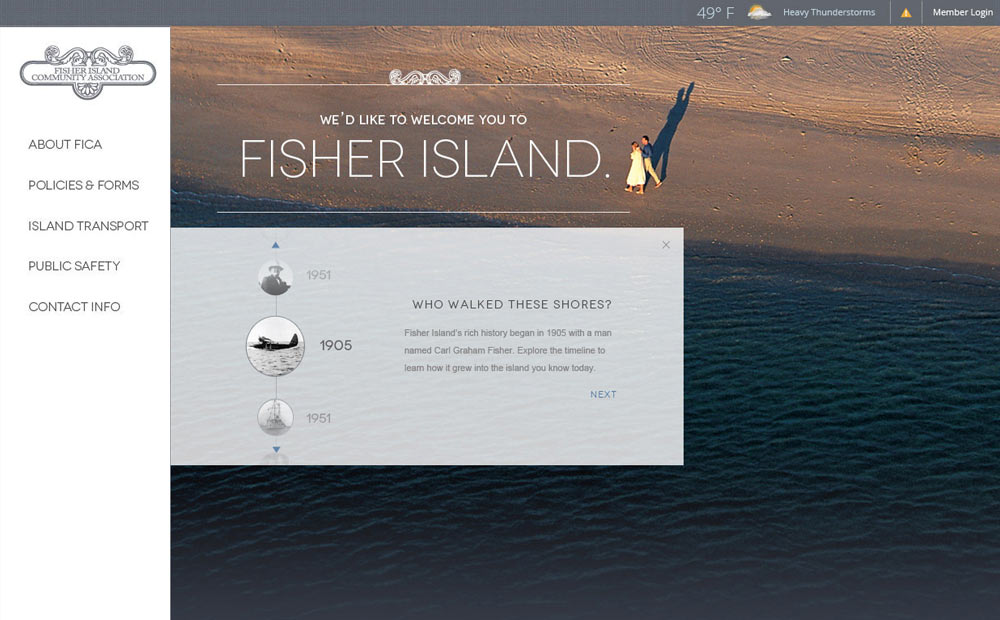 49° F
Heavy Thunderstorms
Member Login
FISHER ISLAND
COMMUNITY ASSOCIATION
ABOUT FICA
POLICIES & FORMS
ISLAND TRANSPORT
PUBLIC SAFETY
CONTACT INFO
WE'D LIKE TO WELCOME YOU TO
FISHER ISLAND.
1951
1905
1951
WHO WALKED THESE SHORES?
Fisher Island's rich history began in 1905 with a man
named Carl Graham Fisher. Explore the timeline to
learn how it grew into the island you know today.
NEXT